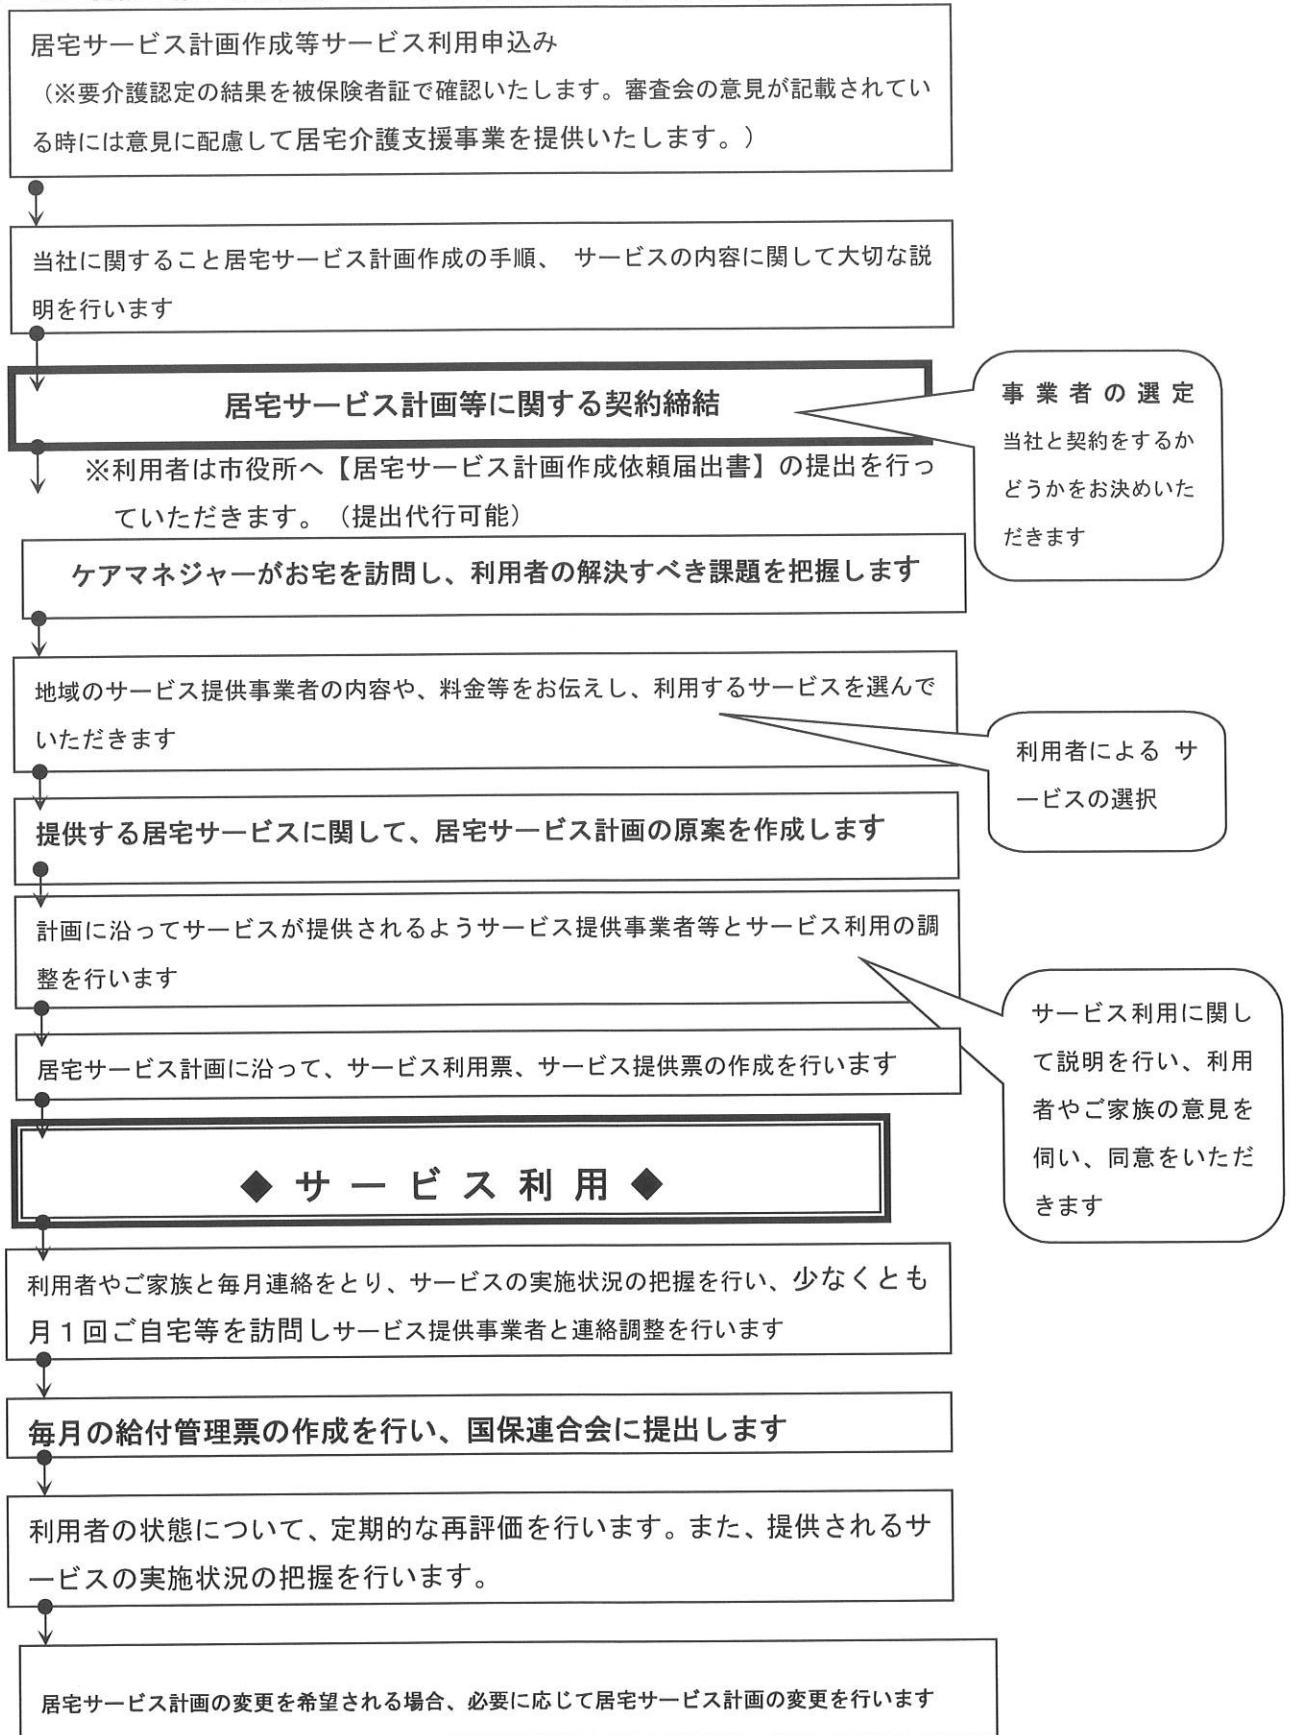 居宅サービス計画作成等サービス利用申込み
(※要介護認定の結果を被保険者証で確認いたします。審査会の意見が記載されてい
る時には意見に配慮して居宅介護支援事業を提供いたします。)
当社に関すること居宅サービス計画作成の手順、 サービスの内容に関して大切な説
明を行います
居宅サービス計画等に関する契約締結
事業者の選定
当社と契約をするか
どうかをお決めいた
だきます
※利用者は市役所へ【居宅サービス計画作成依頼届出書】の提出を行っ
ていただきます。(提出代行可能)
ケアマネジャーがお宅を訪問し、利用者の解決すべき課題を把握します
地域のサービス提供事業者の内容や、料金等をお伝えし、利用するサービスを選んで
いただきます
利用者による サ
ービスの選択
提供する居宅サービスに関して、居宅サービス計画の原案を作成します
計画に沿ってサービスが提供されるようサービス提供事業者等とサービス利用の調
整を行います
サービス利用に関し
て説明を行い、利用
者やご家族の意見を
伺い、同意をいただ
きます
居宅サービス計画に沿って、サービス利用票、サービス提供票の作成を行います
◆サービス利用◆
利用者やご家族と毎月連絡をとり、サービスの実施状況の把握を行い、少なくとも
月1回ご自宅等を訪問しサービス提供事業者と連絡調整を行います
毎月の給付管理票の作成を行い、国保連合会に提出します
利用者の状態について、定期的な再評価を行います。また、提供されるサ
ービスの実施状況の把握を行います。
居宅サービス計画の変更を希望される場合、必要に応じて居宅サービス計画の変更を行います